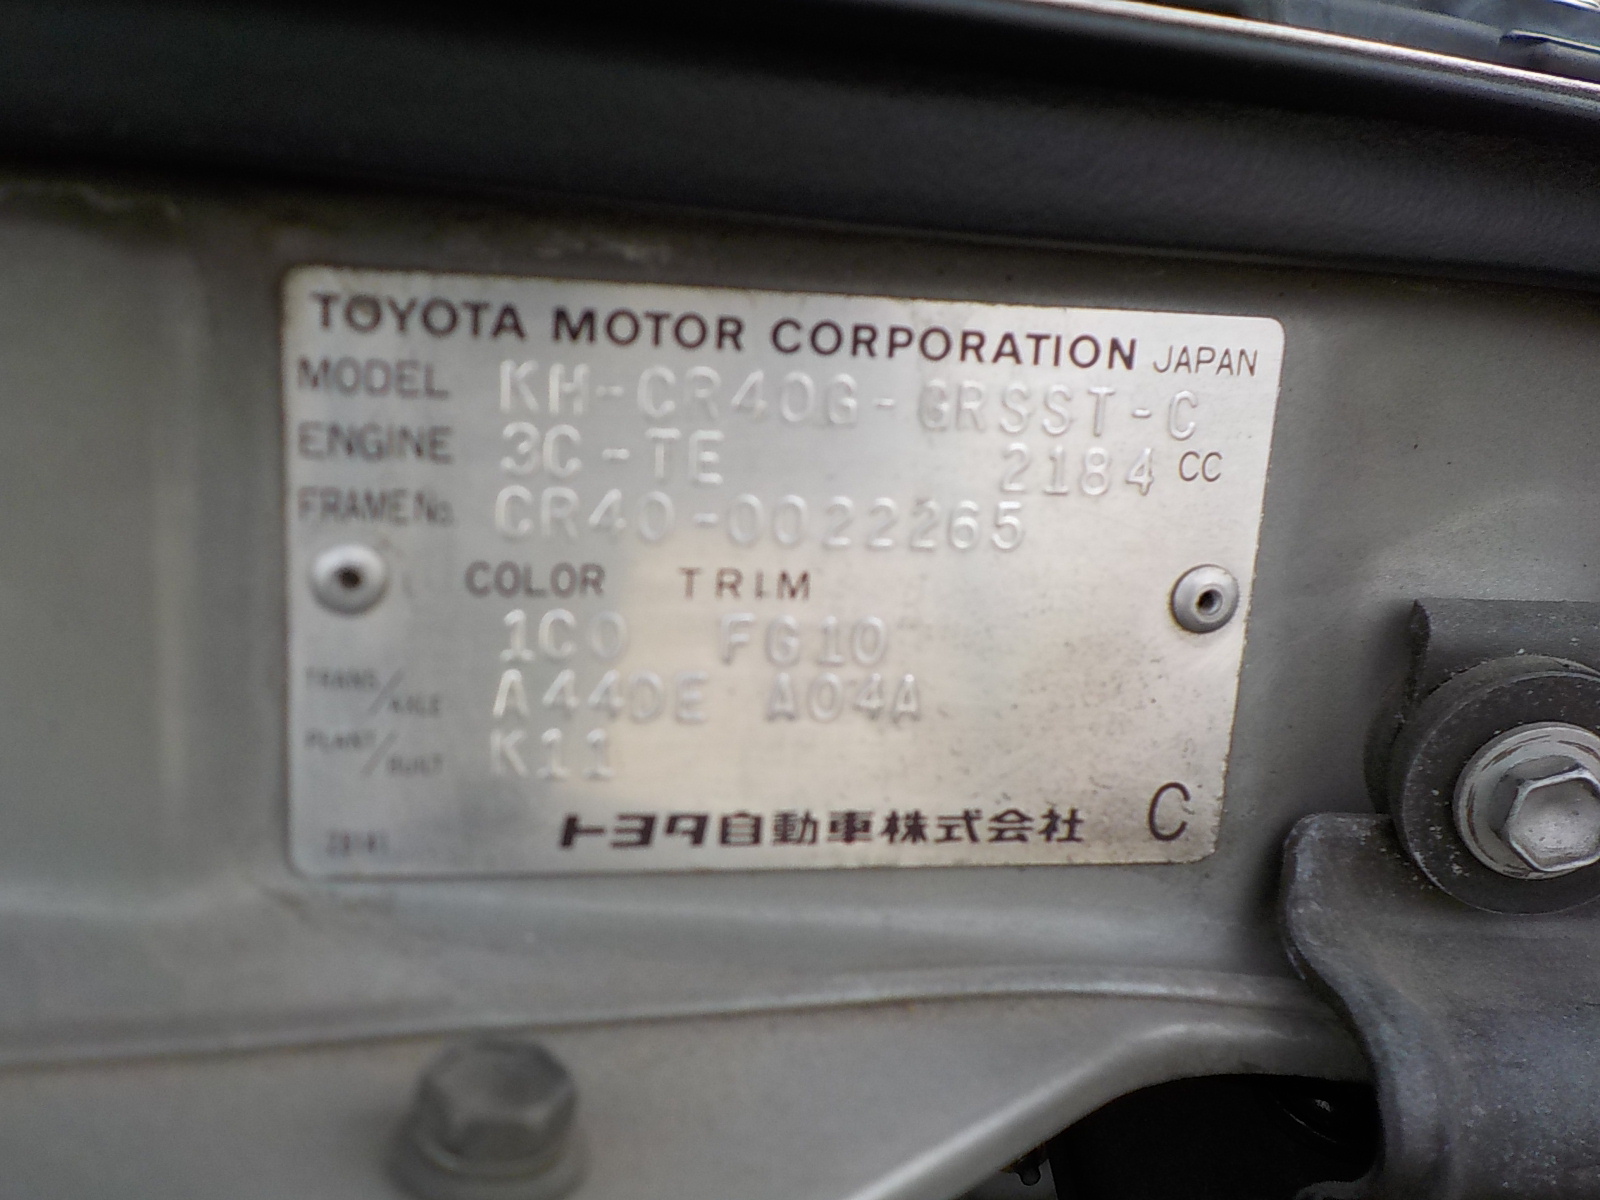 TOYOTA MOTOR CORPORATION JAPAN
MODEL KH-CR40G-GRSST-C
ENGINE 3C-TE 2184 CC
FRAME No. CR40-0022265
COLOR TRIM
1C0 FG10
TRANS/AXLE A440E A04A
PLANT/BUILT K11
トヨタ自動車株式会社 C